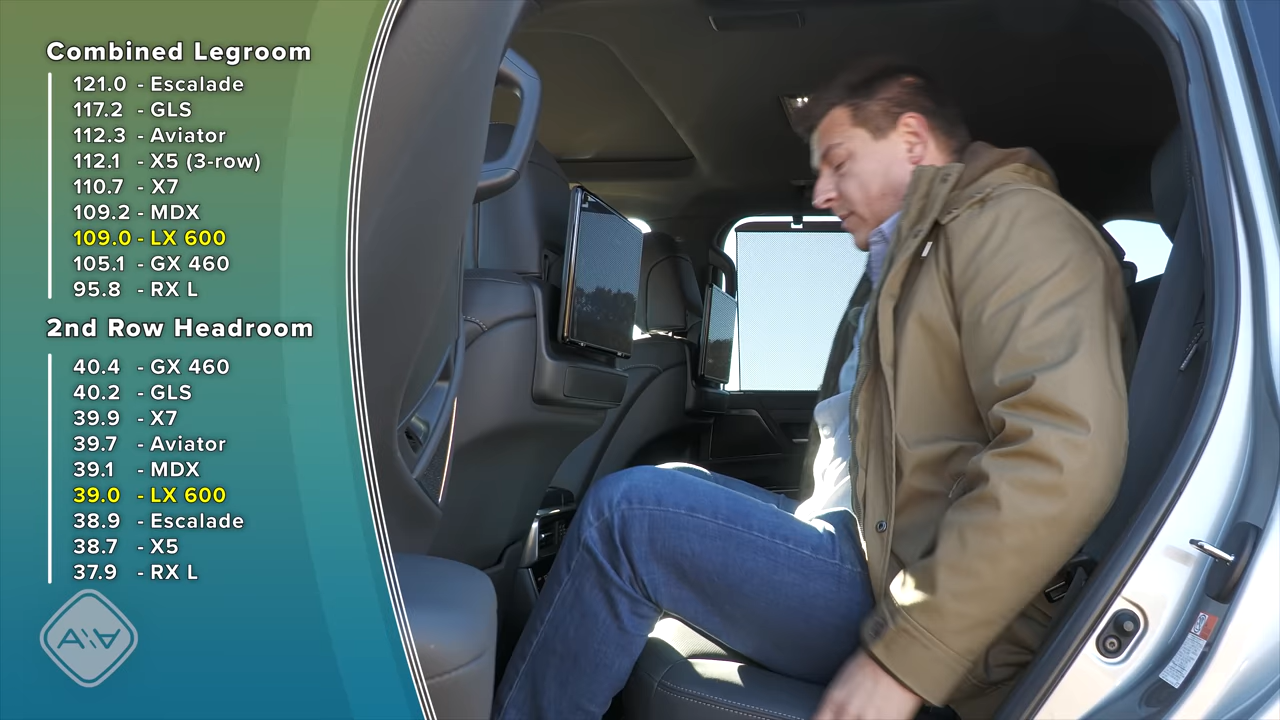 Combined Legroom
121.0 - Escalade
117.2 - GLS
112.3 - Aviator
112.1 - X5 (3-row)
110.7 - X7
109.2 - MDX
109.0 - LX 600
105.1 - GX 460
95.8 - RX L
2nd Row Headroom
40.4 - GX 460
40.2 - GLS
39.9 - X7
39.7 - Aviator
39.1 - MDX
39.0 - LX 600
38.9 - Escalade
38.7 - X5
37.9 - RX L